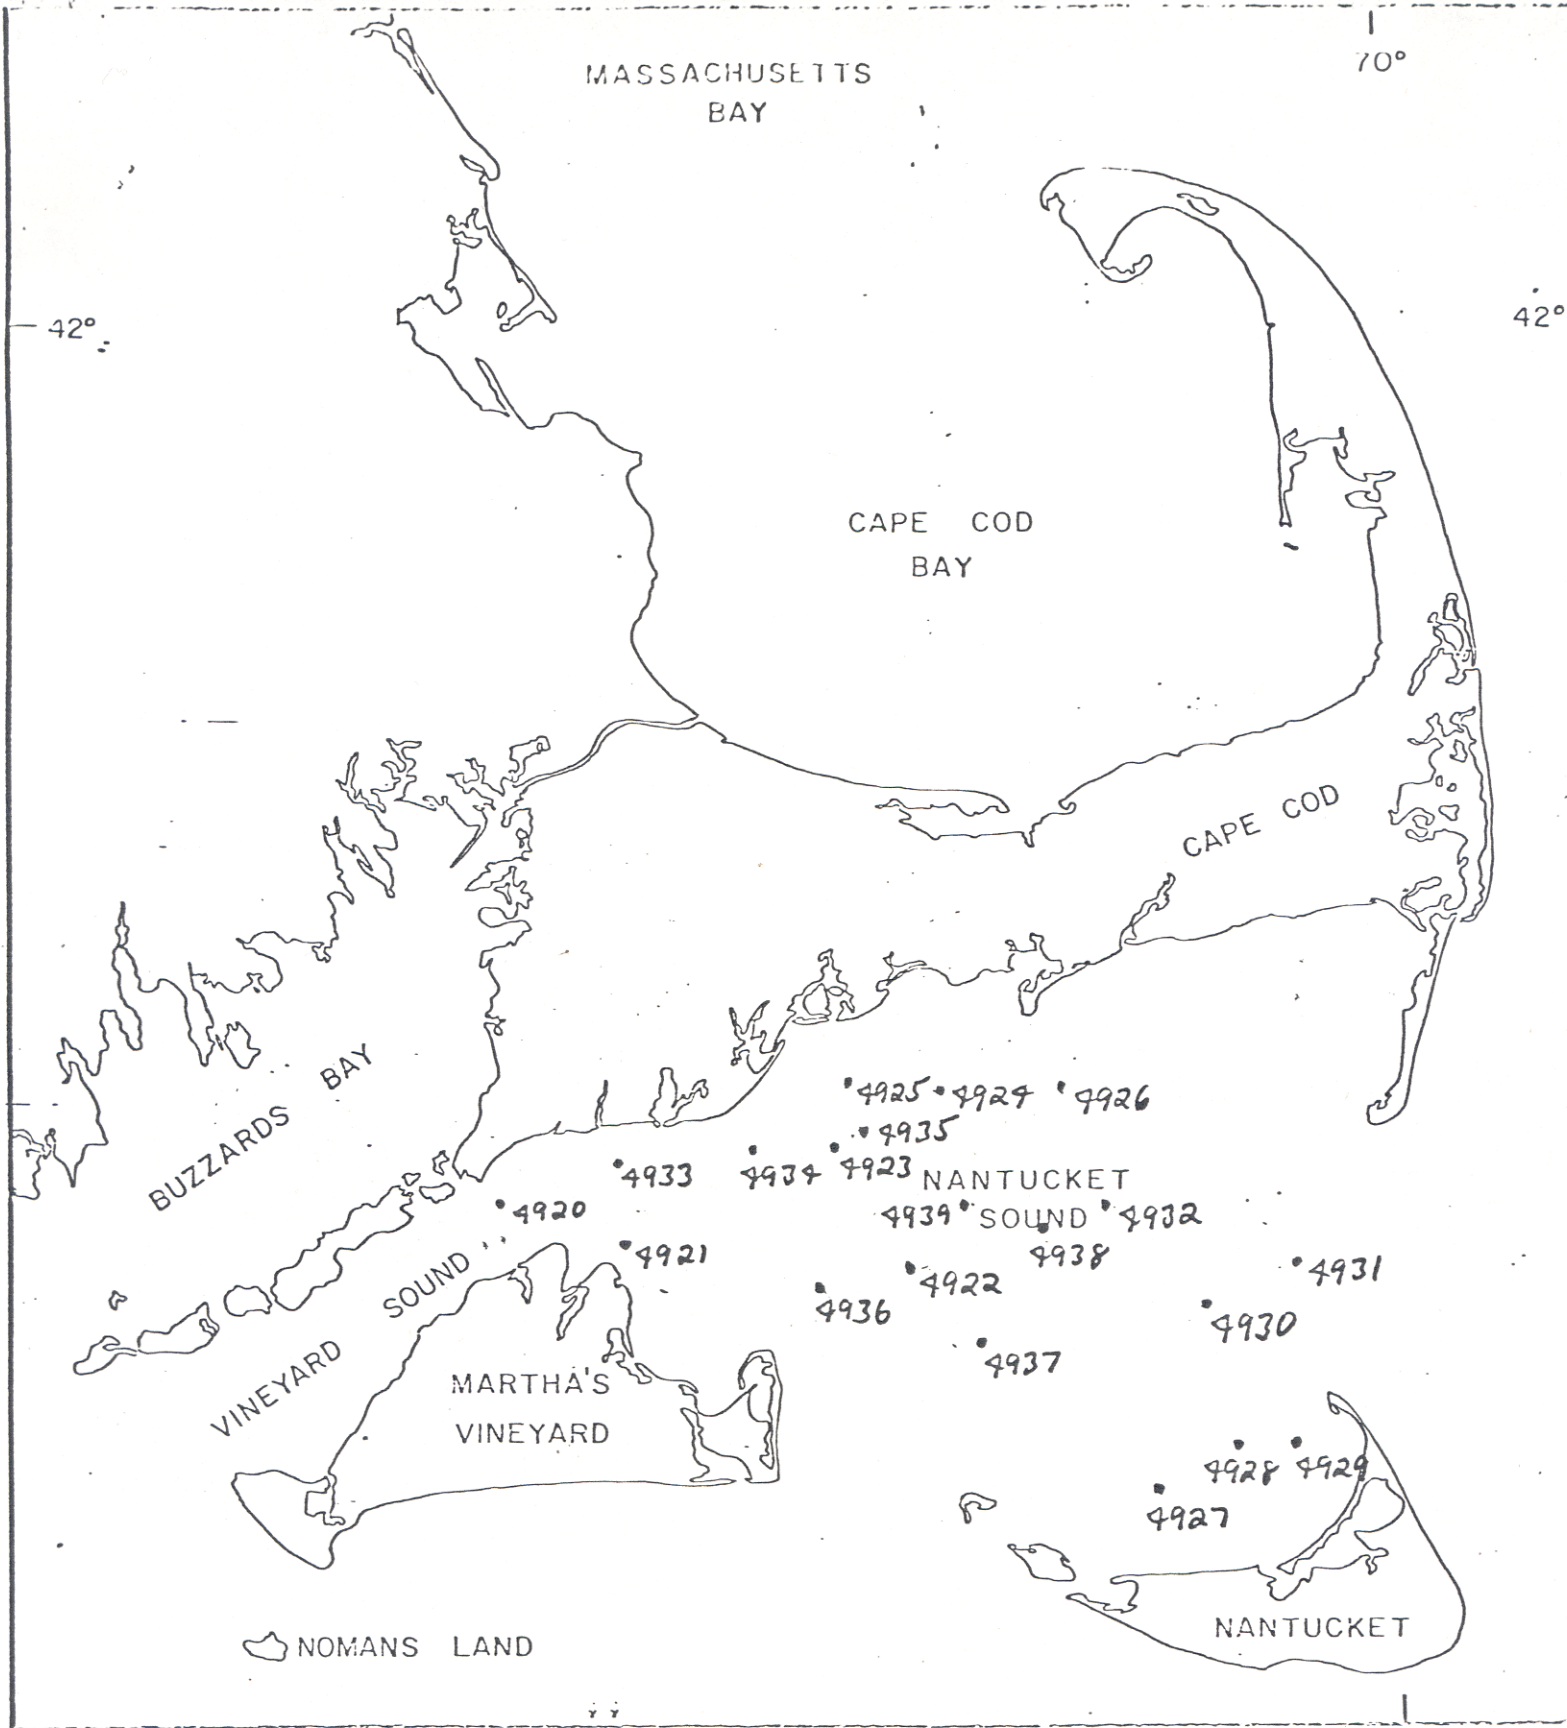 70°
MASSACHUSETTS
BAY
42°
42°
CAPE COD
BAY
CAPE COD
BUZZARDS BAY
4925
4924
4926
4935
4933
4934
4923
NANTUCKET
4920
4939
SOUND
4932
4921
4938
VINEYARD SOUND
4922
4931
4936
4930
4937
MARTHA'S
VINEYARD
4928
4929
4927
NANTUCKET
NOMANS LAND